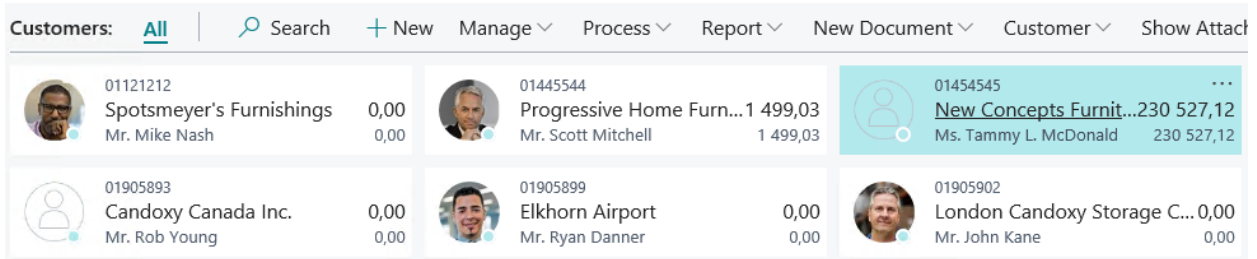 Customers: All Search + New Manage Process Report New Document Customer Show Attach
01121212
Spotsmeyer's Furnishings 0,00
Mr. Mike Nash 0,00
01445544
Progressive Home Furn...1 499,03
Mr. Scott Mitchell 1 499,03
01454545 ...
New Concepts Furnit...230 527,12
Ms. Tammy L. McDonald 230 527,12
01905893
Candoxy Canada Inc. 0,00
Mr. Rob Young 0,00
01905899
Elkhorn Airport 0,00
Mr. Ryan Danner 0,00
01905902
London Candoxy Storage C...0,00
Mr. John Kane 0,00